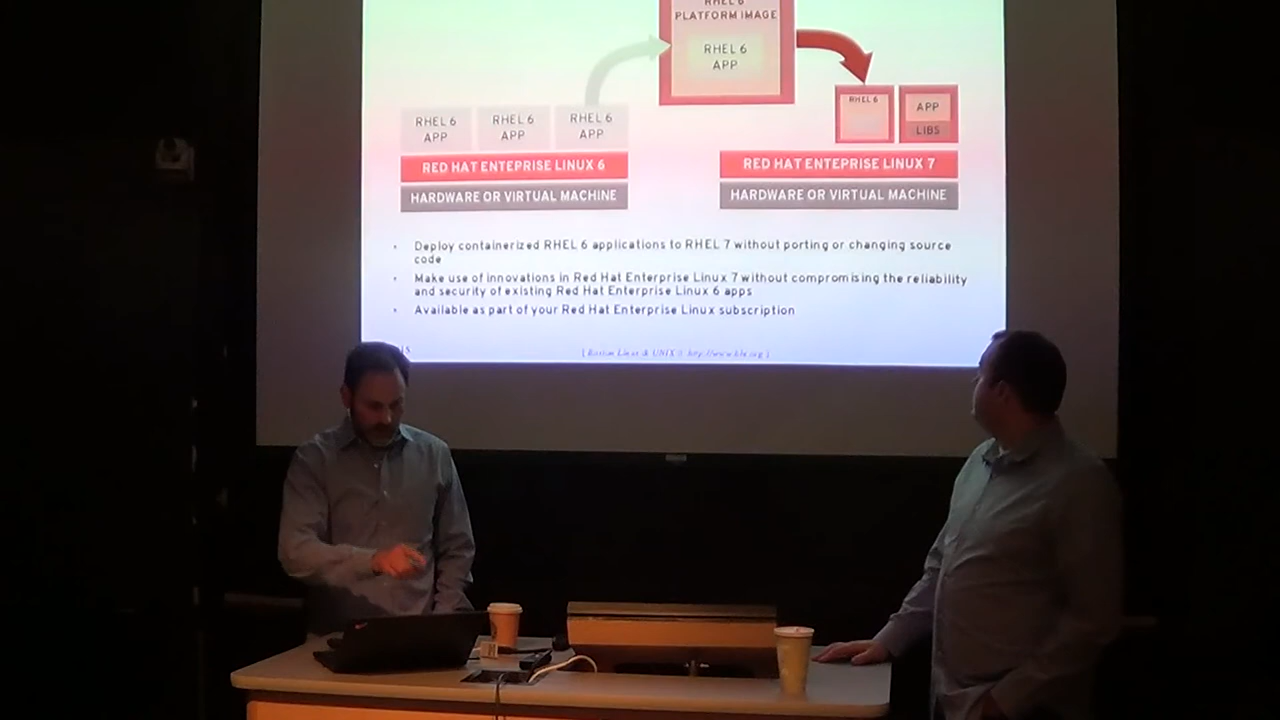 RHEL 6
PLATFORM IMAGE
RHEL 6
APP
RHEL 6
APP
RHEL 6
APP
RHEL 6
APP
RHEL 6
APP
LIBS
RED HAT ENTEPRISE LINUX 6
RED HAT ENTEPRISE LINUX 7
HARDWARE OR VIRTUAL MACHINE
HARDWARE OR VIRTUAL MACHINE
• Deploy containerized RHEL 6 applications to RHEL 7 without porting or changing source
code
• Make use of innovations in Red Hat Enterprise Linux 7 without compromising the reliability
and security of existing Red Hat Enterprise Linux 6 apps
• Available as part of your Red Hat Enterprise Linux subscription
[ Boston Linux & UNIX :: http://www.blu.org ]